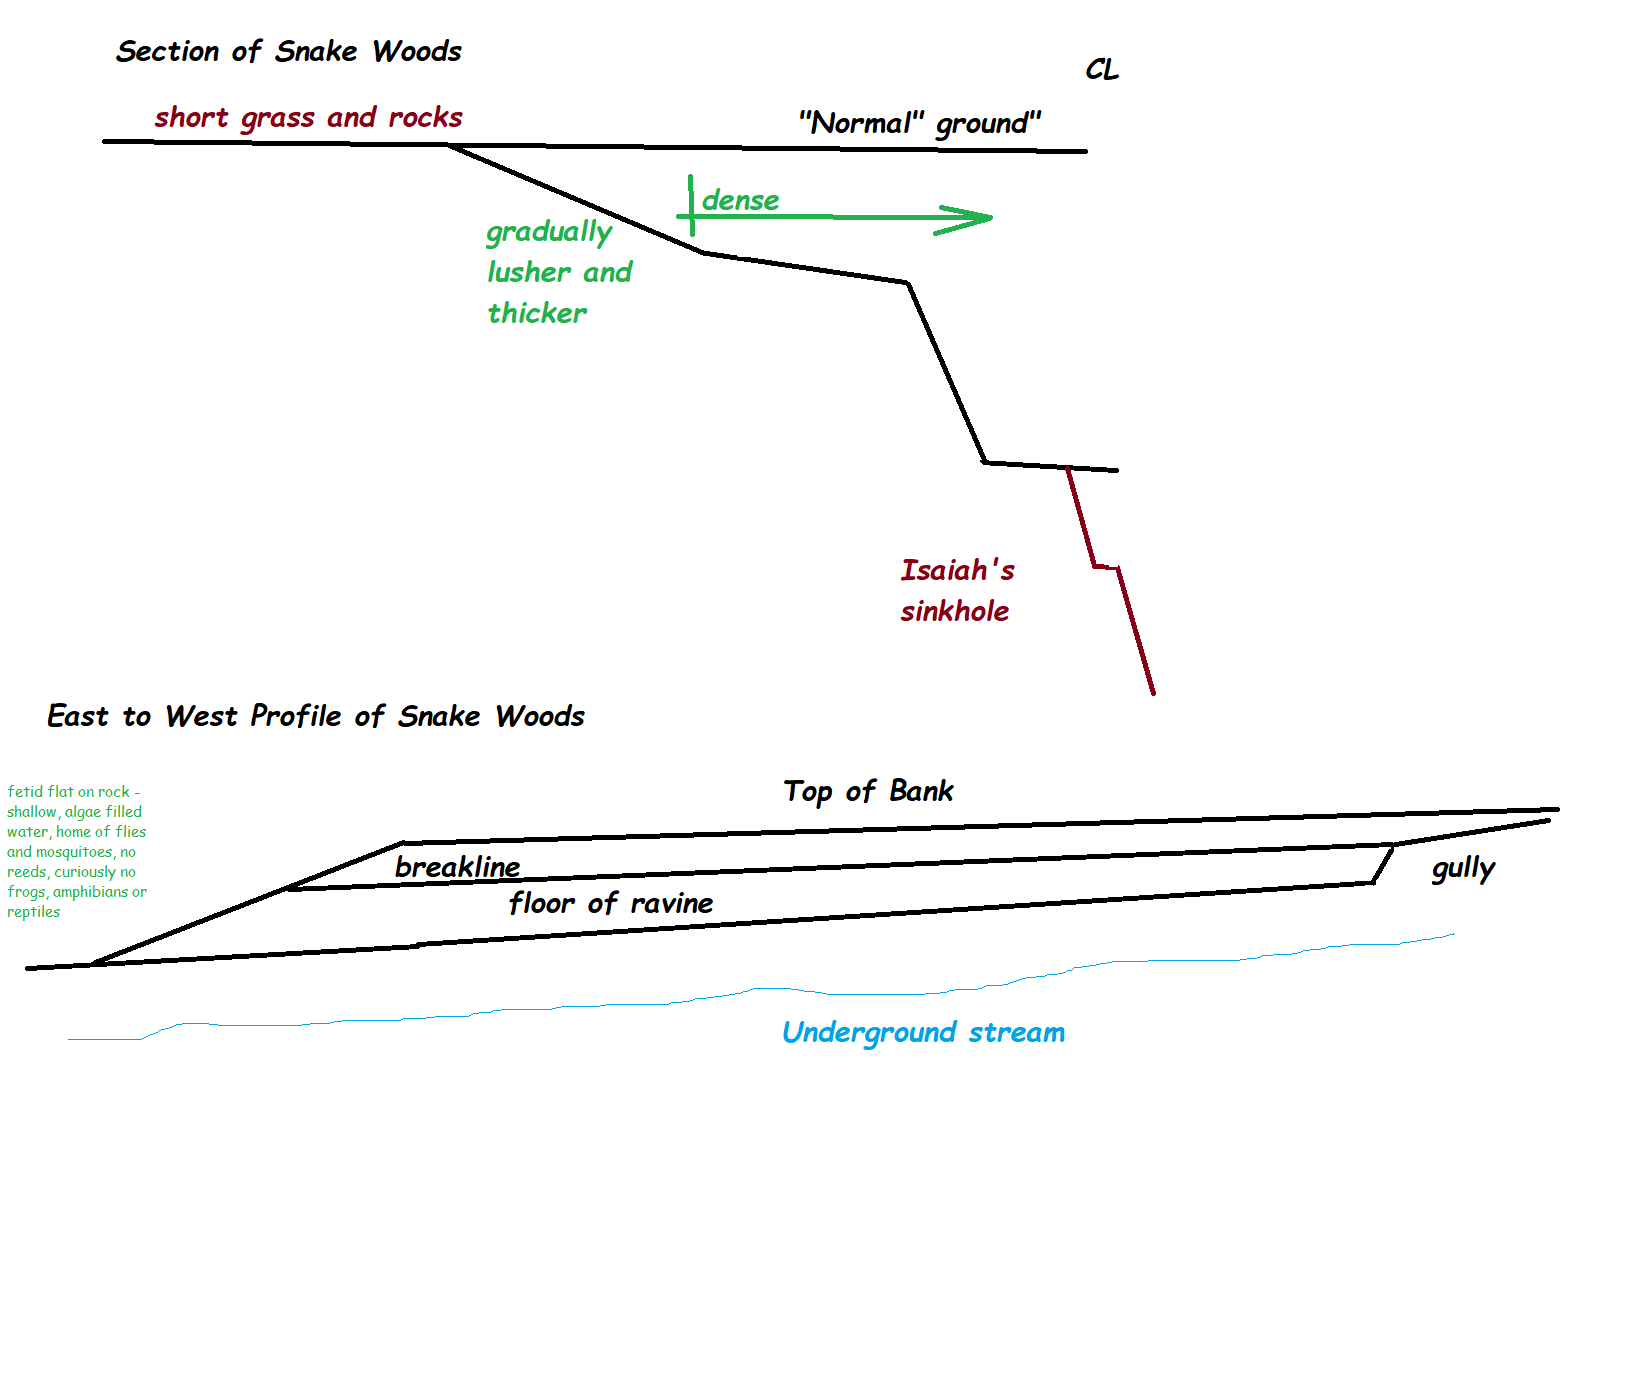 Section of Snake Woods
CL
short grass and rocks
"Normal" ground"
dense
gradually
lusher and
thicker
Isaiah's
sinkhole
East to West Profile of Snake Woods
fetid flat on rock -
shallow, algae filled
water, home of flies
and mosquitoes, no
reeds, curiously no
frogs, amphibians or
reptiles
Top of Bank
breakline
gully
floor of ravine
Underground stream